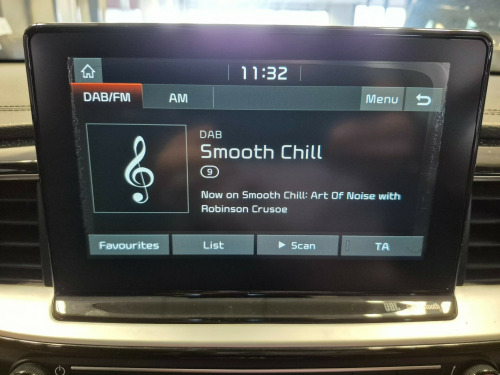 11:32
DAB/FM AM Menu
DAB
Smooth Chill
9
Now on Smooth Chill: Art Of Noise with
Robinson Crusoe
Favourites List Scan TA